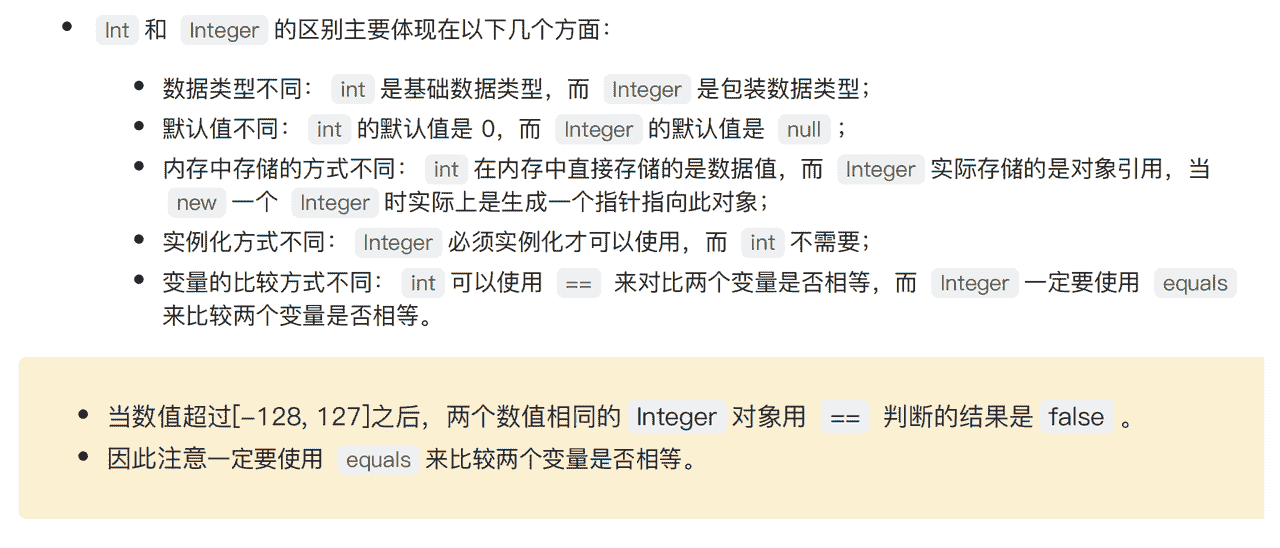 Int 和 Integer 的区别主要体现在以下几个方面：
数据类型不同： int 是基础数据类型，而 Integer 是包装数据类型；
默认值不同： int 的默认值是 0，而 Integer 的默认值是 null ；
内存中存储的方式不同： int 在内存中直接存储的是数据值，而 Integer 实际存储的是对象引用，当
new 一个 Integer 时实际上是生成一个指针指向此对象；
实例化方式不同： Integer 必须实例化才可以使用，而 int 不需要；
变量的比较方式不同： int 可以使用 == 来对比两个变量是否相等，而 Integer 一定要使用 equals
来比较两个变量是否相等。
当数值超过[-128, 127]之后，两个数值相同的 Integer 对象用 == 判断的结果是 false 。
因此注意一定要使用 equals 来比较两个变量是否相等。